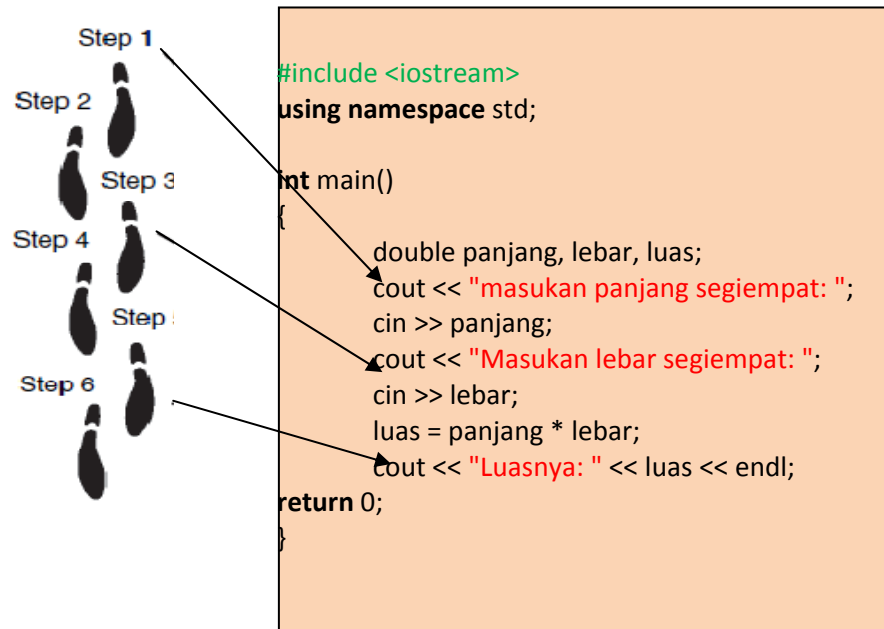 Step 1
Step 2
Step 3
Step 4
Step
Step 6
#include <iostream>
using namespace std;
int main()
{
double panjang, lebar, luas;
cout << "masukan panjang segiempat: ";
cin >> panjang;
cout << "Masukan lebar segiempat: ";
cin >> lebar;
luas = panjang * lebar;
cout << "Luasnya: " << luas << endl;
return 0;
}